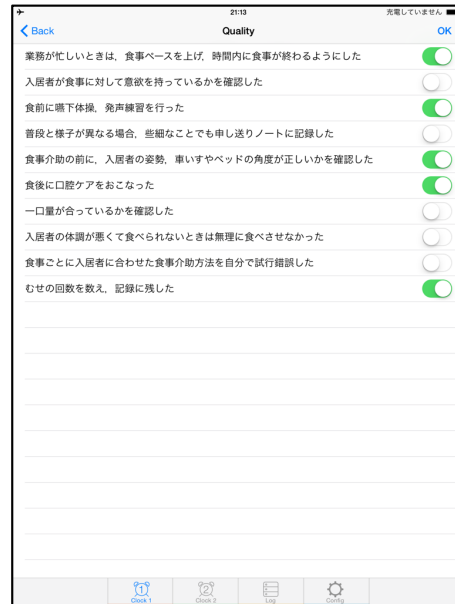 21:13
充電していません
Back
Quality
OK
業務が忙しいときは，食事ペースを上げ，時間内に食事が終わるようにした
入居者が食事に対して意欲を持っているかを確認した
食前に嚥下体操，発声練習を行った
普段と様子が異なる場合，些細なことでも申し送りノートに記録した
食事介助の前に，入居者の姿勢，車いすやベッドの角度が正しいかを確認した
食後に口腔ケアをおこなった
一口量が合っているかを確認した
入居者の体調が悪くて食べられないときは無理に食べさせなかった
食事ごとに入居者に合わせた食事介助方法を自分で試行錯誤した
むせの回数を数え，記録に残した
1
2
Clock 1
Clock 2
Log
Config